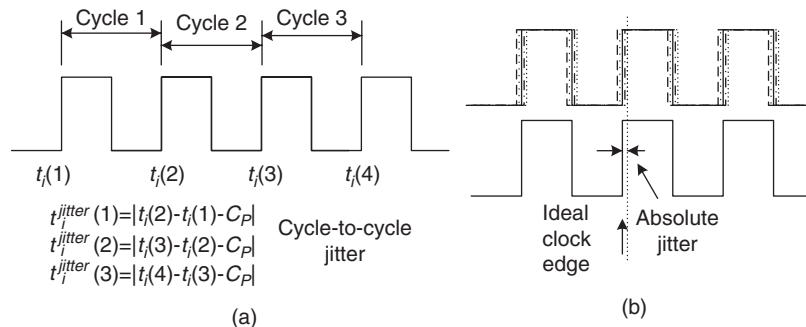 Cycle 1
Cycle 2
Cycle 3
t_i(1)
t_i(2)
t_i(3)
t_i(4)
t_i^{jitter}(1)=|t_i(2)-t_i(1)-C_P|
t_i^{jitter}(2)=|t_i(3)-t_i(2)-C_P|
t_i^{jitter}(3)=|t_i(4)-t_i(3)-C_P|
Cycle-to-cycle
jitter
(a)
Ideal
clock
edge
Absolute
jitter
(b)